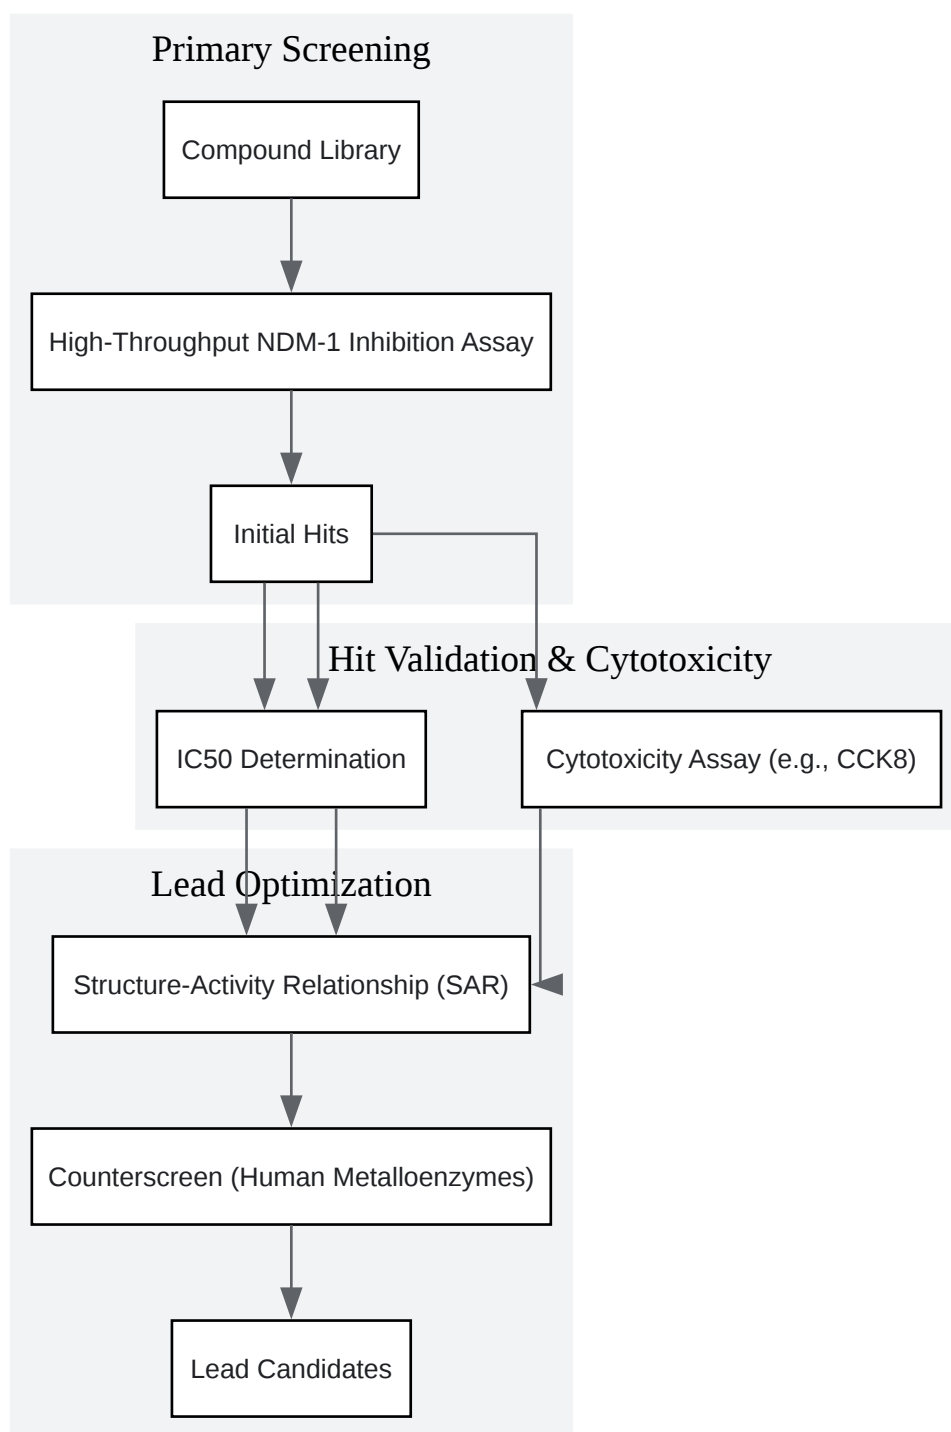 Primary Screening
Compound Library
High-Throughput NDM-1 Inhibition Assay
Initial Hits
Hit Validation & Cytotoxicity
IC50 Determination
Cytotoxicity Assay (e.g., CCK8)
Lead Optimization
Structure-Activity Relationship (SAR)
Counterscreen (Human Metalloenzymes)
Lead Candidates